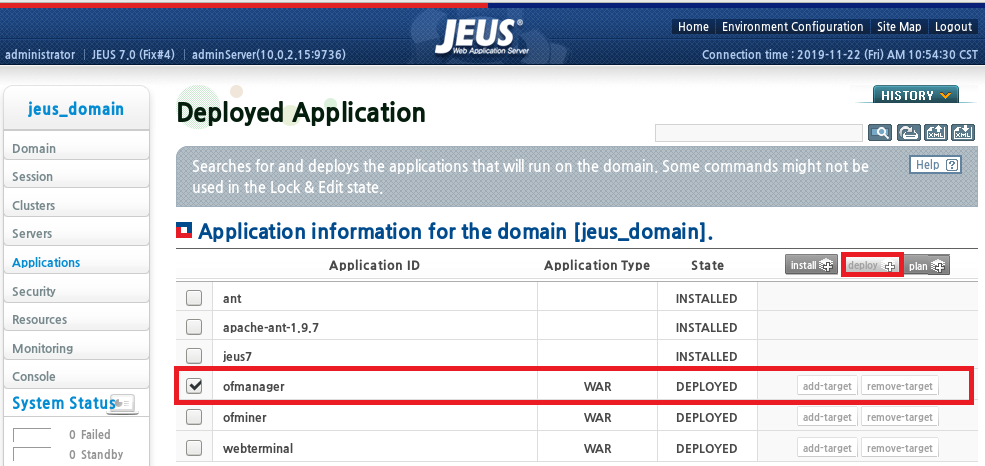 JEUS®
Web Application Server
Home Environment Configuration Site Map Logout
administrator JEUS 7.0 (Fix#4) adminServer(10.0.2.15:9736)
Connection time : 2019-11-22 (Fri) AM 10:54:30 CST
jeus_domain
Domain
Session
Clusters
Servers
Applications
Security
Resources
Monitoring
Console
System Status
0 Failed
0 Standby
Deployed Application
HISTORY
XML XML
Searches for and deploys the applications that will run on the domain. Some commands might not be
used in the Lock & Edit state.
Help ?
Application information for the domain [jeus_domain].
Application ID Application Type State install deploy plan
ant INSTALLED
apache-ant-1.9.7 INSTALLED
jeus7 INSTALLED
ofmanager WAR DEPLOYED add-target remove-target
ofminer WAR DEPLOYED add-target remove-target
webterminal WAR DEPLOYED add-target remove-target